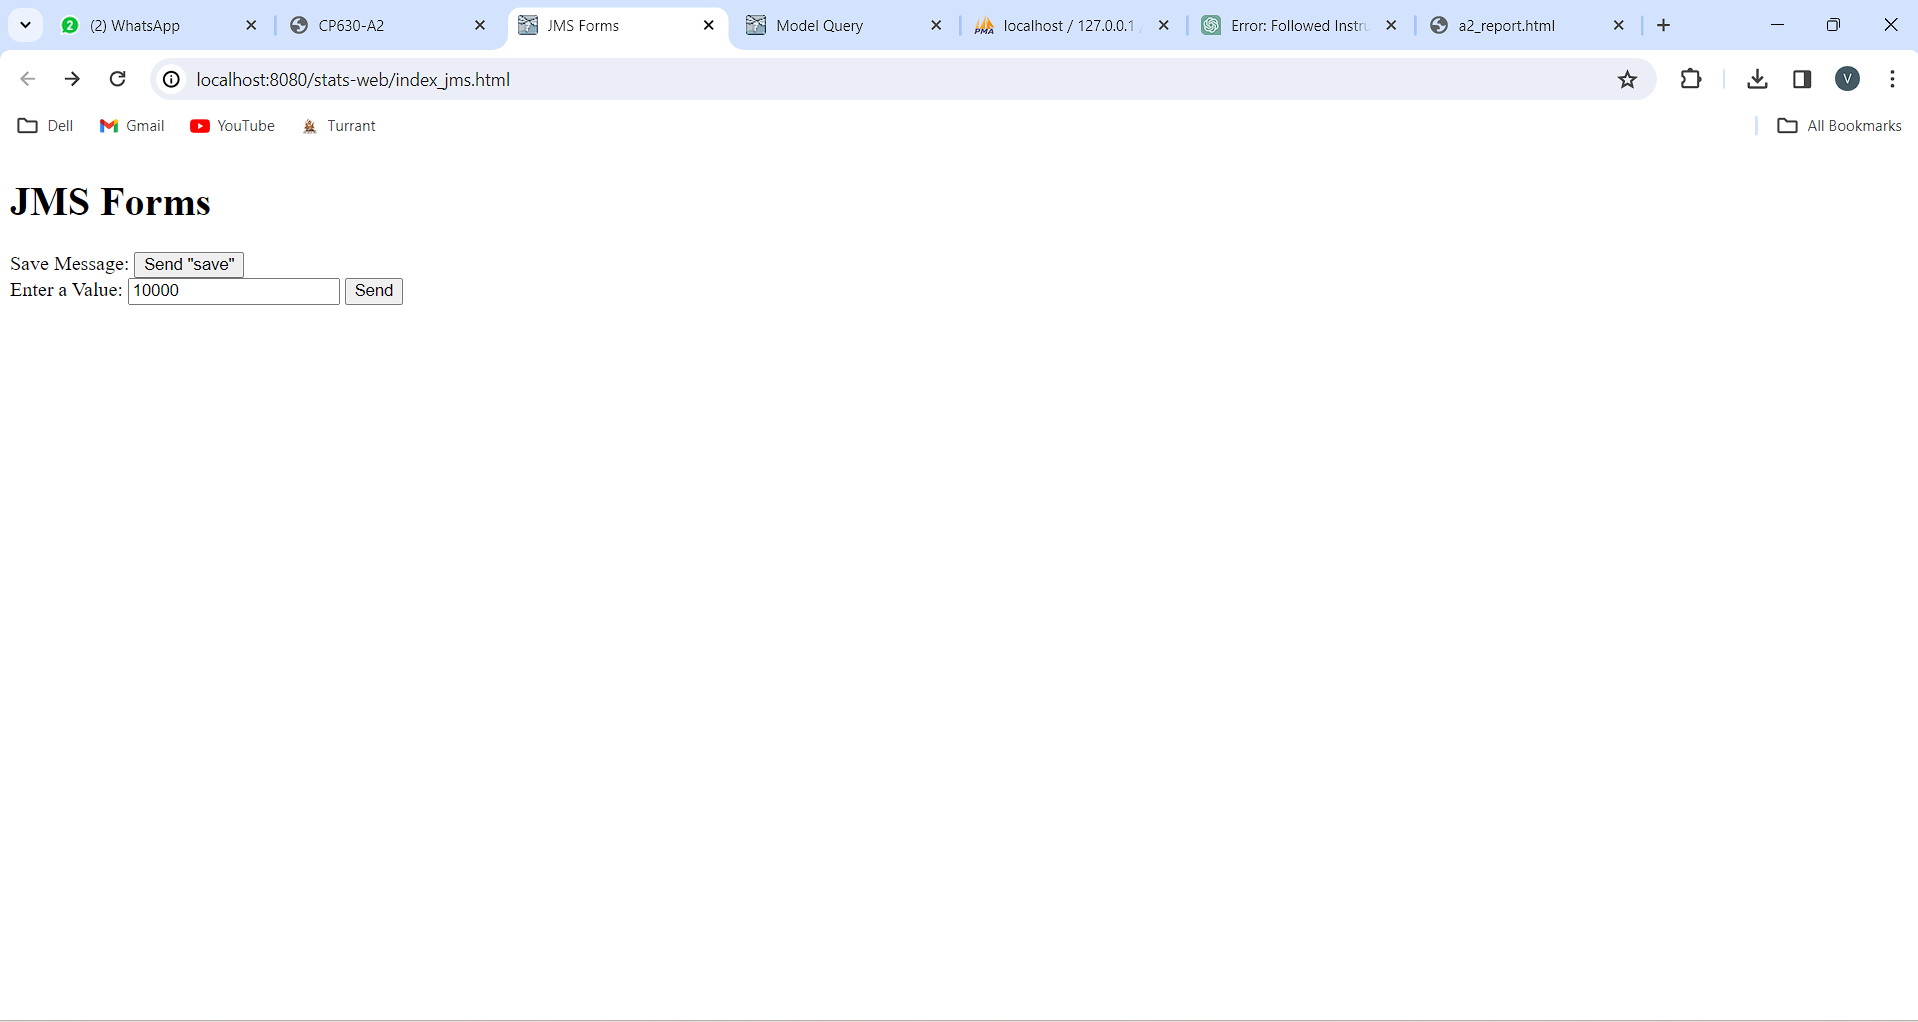 2 (2) WhatsApp CP630-A2 JMS Forms Model Query PMA localhost / 127.0.0.1 Error: Followed Instru a2_report.html
localhost:8080/stats-web/index_jms.html V
Dell Gmail YouTube Turrant All Bookmarks
JMS Forms
Save Message: Send "save"
Enter a Value: 10000 Send